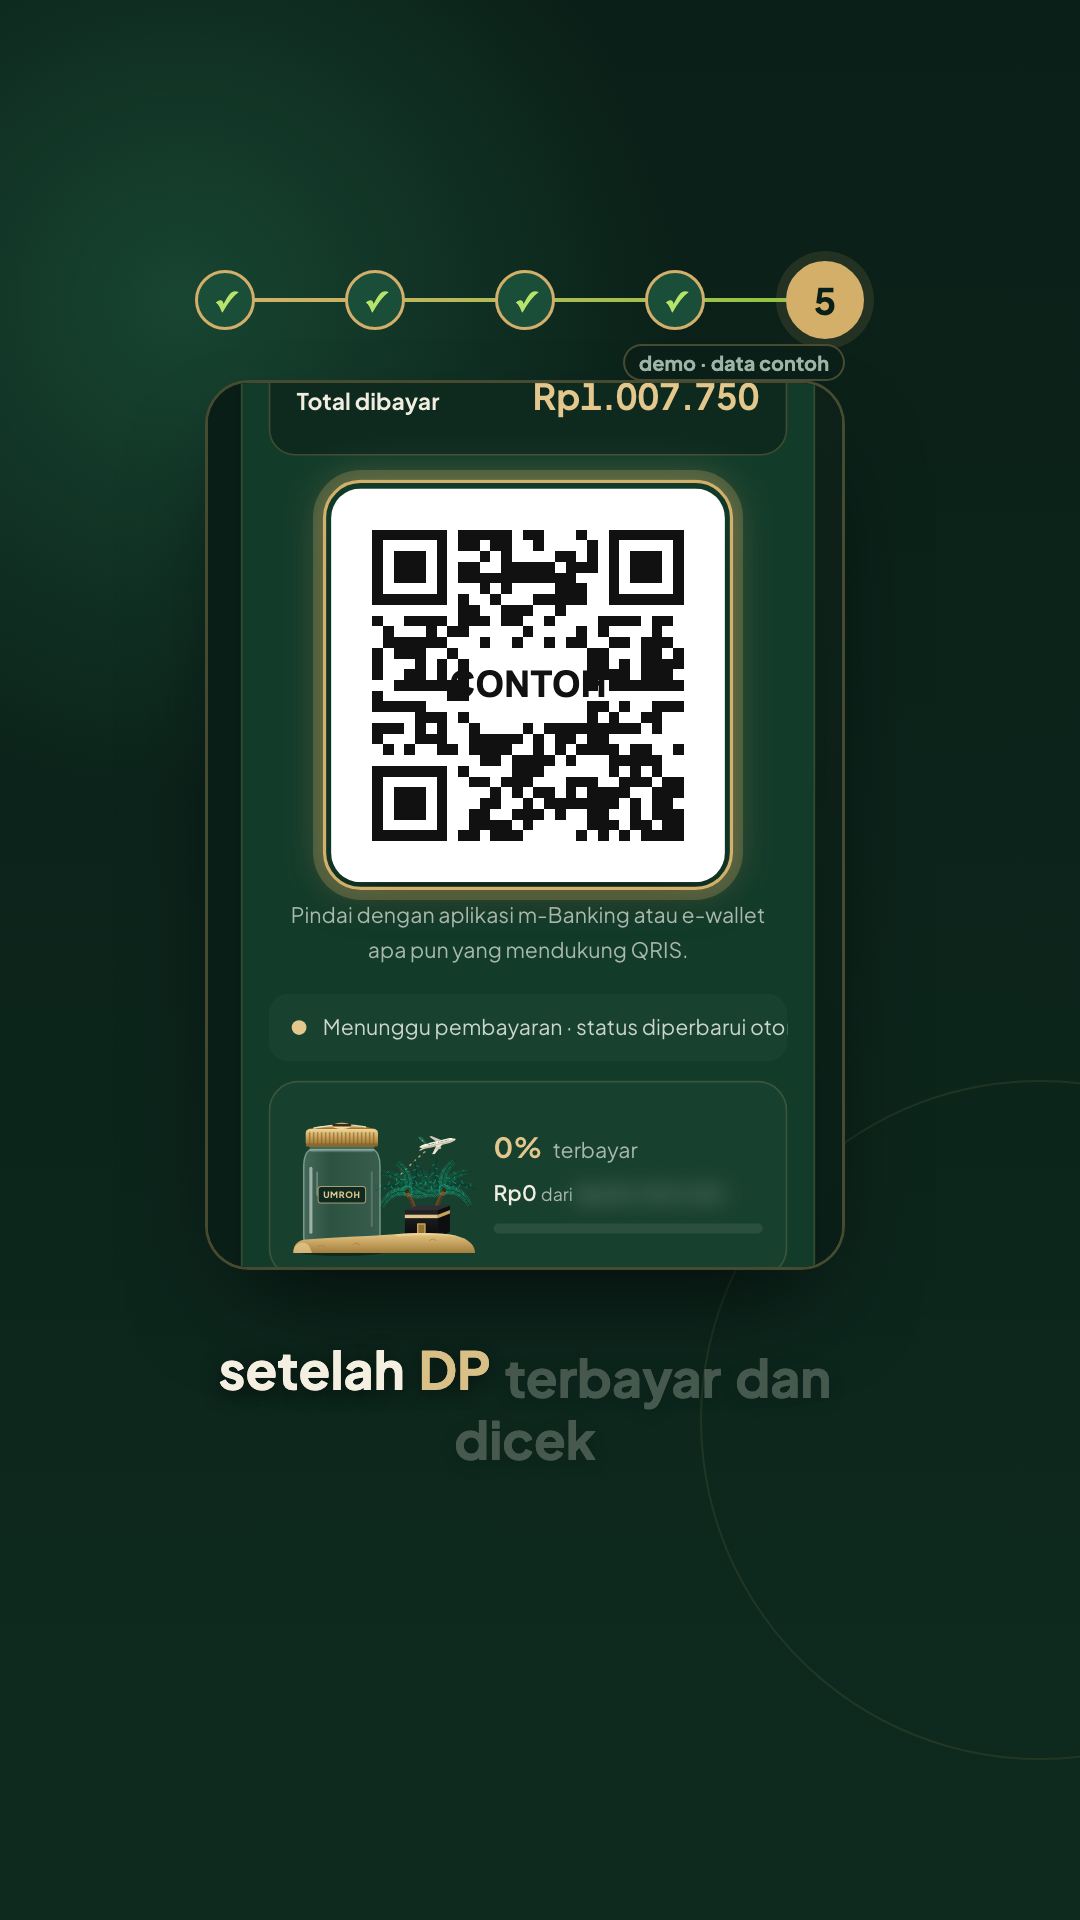 5
demo · data contoh
Total dibayar Rp1.007.750
CONTOH
Pindai dengan aplikasi m-Banking atau e-wallet
apa pun yang mendukung QRIS.
Menunggu pembayaran · status diperbarui oto
UMROH
0% terbayar
Rp0 dari
setelah DP terbayar dan
dicek